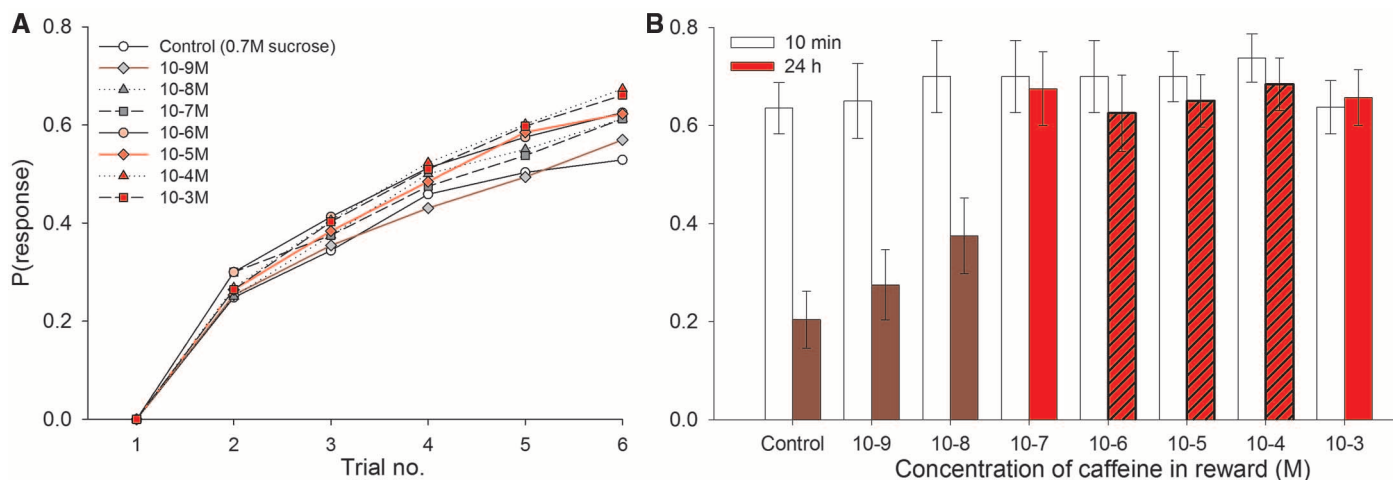 A
0.8
0.6
0.4
0.2
0.0
P(response)
Control (0.7M sucrose)
10-9M
10-8M
10-7M
10-6M
10-5M
10-4M
10-3M
1 2 3 4 5 6
Trial no.
B
0.8
0.6
0.4
0.2
0.0
10 min
24 h
Control 10-9 10-8 10-7 10-6 10-5 10-4 10-3
Concentration of caffeine in reward (M)